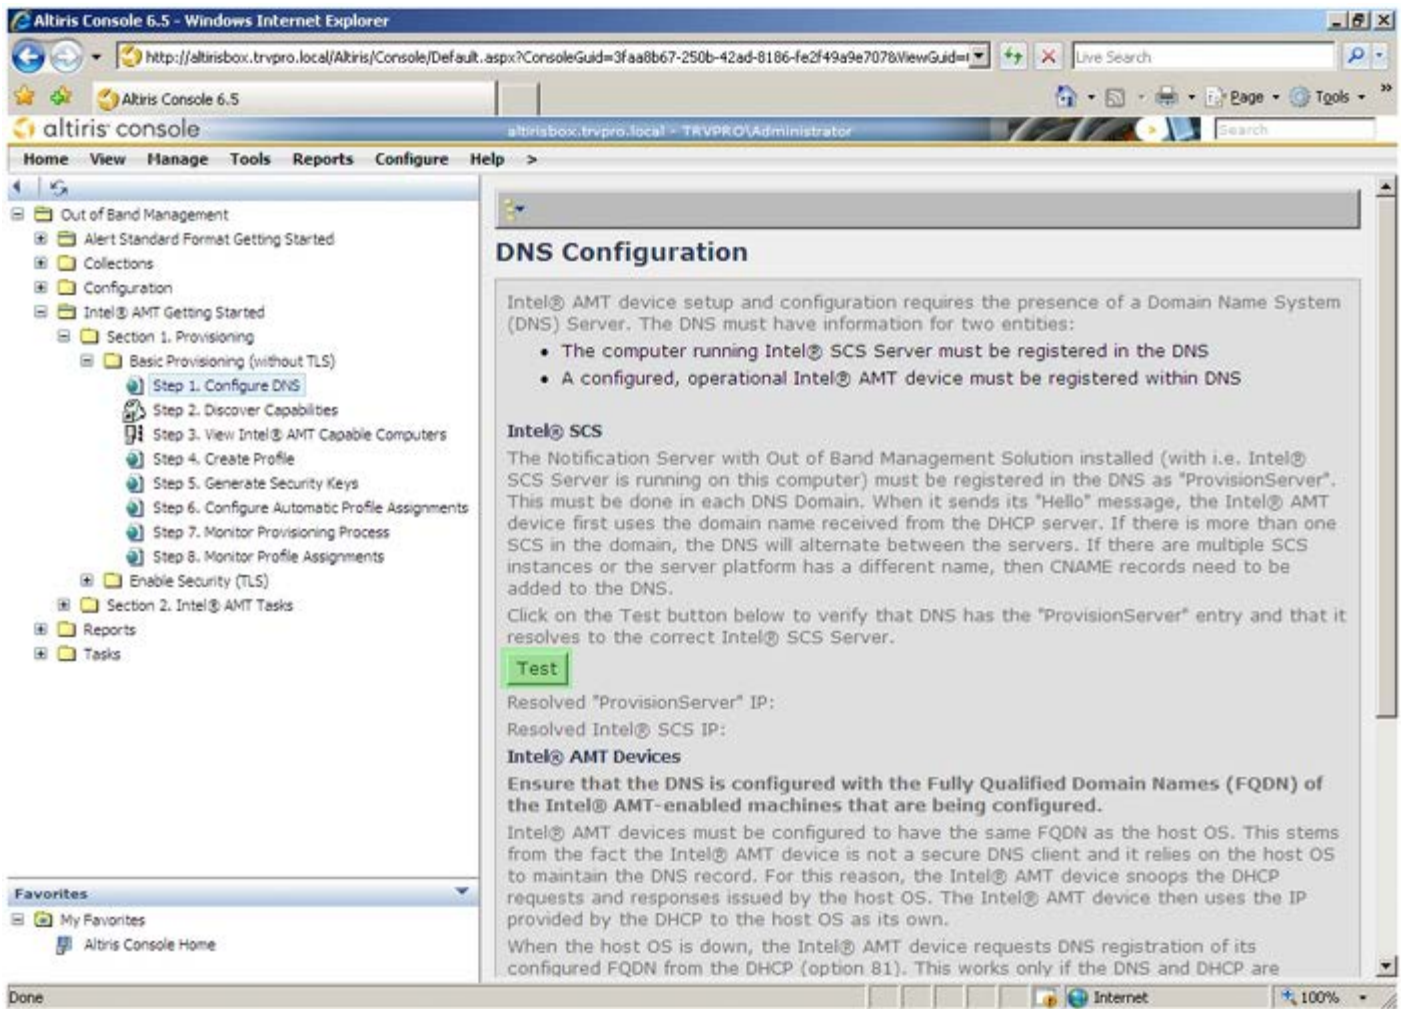 Altiris Console 6.5 - Windows Internet Explorer
http://altirisbox.trvpro.local/Altiris/Console/Default.aspx?ConsoleGuid=3faa8b67-250b-42ad-8186-fe2f49a9e707&ViewGuid=
Live Search
Altiris Console 6.5
Page
Tools
altiris console
altirisbox.trvpro.local - TRVPRO\Administrator
Search
Home View Manage Tools Reports Configure Help >
Out of Band Management
Alert Standard Format Getting Started
Collections
Configuration
Intel® AMT Getting Started
Section 1. Provisioning
Basic Provisioning (without TLS)
Step 1. Configure DNS
Step 2. Discover Capabilities
Step 3. View Intel® AMT Capable Computers
Step 4. Create Profile
Step 5. Generate Security Keys
Step 6. Configure Automatic Profile Assignments
Step 7. Monitor Provisioning Process
Step 8. Monitor Profile Assignments
Enable Security (TLS)
Section 2. Intel® AMT Tasks
Reports
Tasks
Favorites
My Favorites
Altiris Console Home
DNS Configuration
Intel® AMT device setup and configuration requires the presence of a Domain Name System
(DNS) Server. The DNS must have information for two entities:
• The computer running Intel® SCS Server must be registered in the DNS
• A configured, operational Intel® AMT device must be registered within DNS
Intel® SCS
The Notification Server with Out of Band Management Solution installed (with i.e. Intel®
SCS Server is running on this computer) must be registered in the DNS as "ProvisionServer".
This must be done in each DNS Domain. When it sends its "Hello" message, the Intel® AMT
device first uses the domain name received from the DHCP server. If there is more than one
SCS in the domain, the DNS will alternate between the servers. If there are multiple SCS
instances or the server platform has a different name, then CNAME records need to be
added to the DNS.
Click on the Test button below to verify that DNS has the "ProvisionServer" entry and that it
resolves to the correct Intel® SCS Server.
Test
Resolved "ProvisionServer" IP:
Resolved Intel® SCS IP:
Intel® AMT Devices
Ensure that the DNS is configured with the Fully Qualified Domain Names (FQDN) of
the Intel® AMT-enabled machines that are being configured.
Intel® AMT devices must be configured to have the same FQDN as the host OS. This stems
from the fact the Intel® AMT device is not a secure DNS client and it relies on the host OS
to maintain the DNS record. For this reason, the Intel® AMT device snoops the DHCP
requests and responses issued by the host OS. The Intel® AMT device then uses the IP
provided by the DHCP to the host OS as its own.
When the host OS is down, the Intel® AMT device requests DNS registration of its
configured FQDN from the DHCP (option 81). This works only if the DNS and DHCP are
Done
Internet
100%